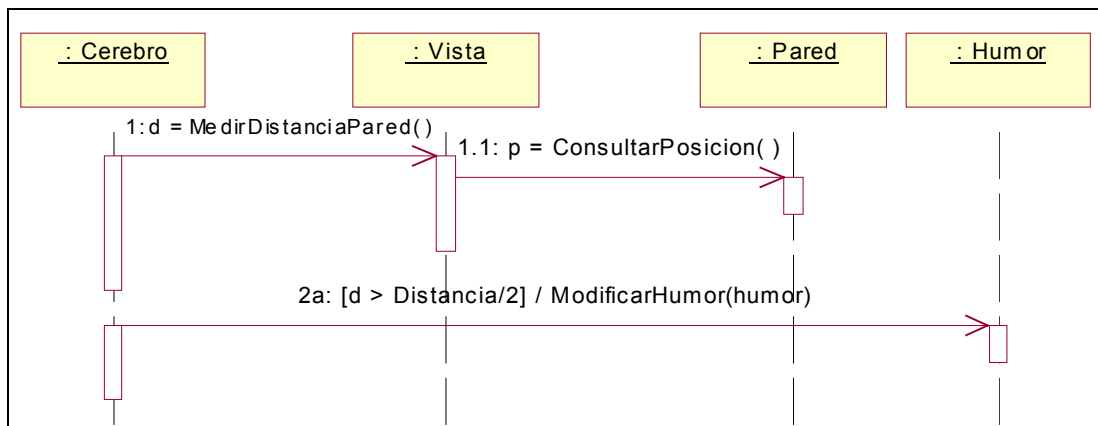 : Cerebro
: Vista
: Pared
: Humor
1: d = MedirDistanciaPared()
1.1: p = ConsultarPosicion( )
2a: [d > Distancia/2] / ModificarHumor(humor)